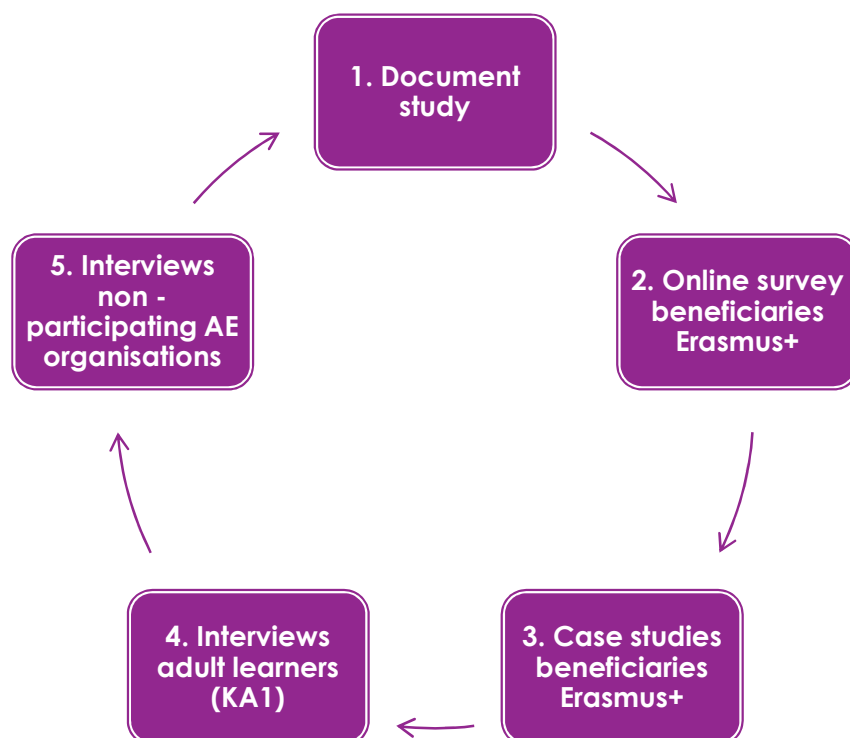 1. Document
study
2. Online survey
beneficiaries
Erasmus+
3. Case studies
beneficiaries
Erasmus+
4. Interviews
adult learners
(KA1)
5. Interviews
non -
participating AE
organisations